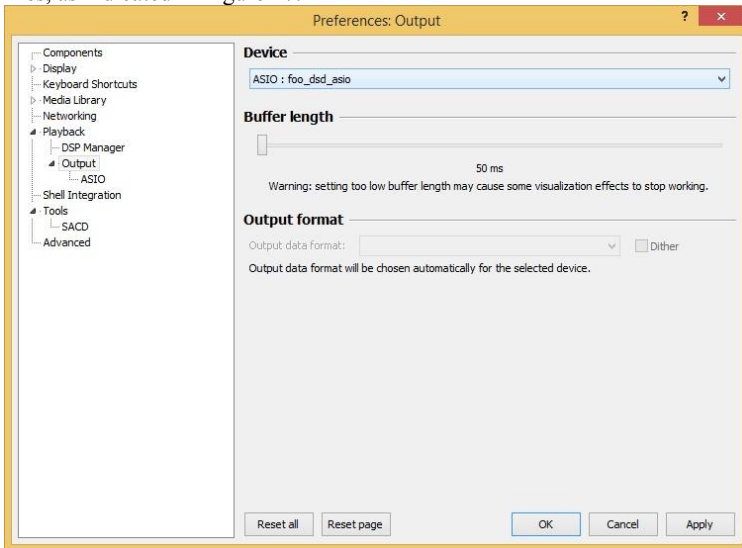 Preferences: Output
?
x
Components
Display
Keyboard Shortcuts
Media Library
Networking
Playback
DSP Manager
Output
ASIO
Shell Integration
Tools
SACD
Advanced
Device
ASIO : foo_dsd_asio
Buffer length
50 ms
Warning: setting too low buffer length may cause some visualization effects to stop working.
Output format
Output data format:
Dither
Output data format will be chosen automatically for the selected device.
Reset all
Reset page
OK
Cancel
Apply